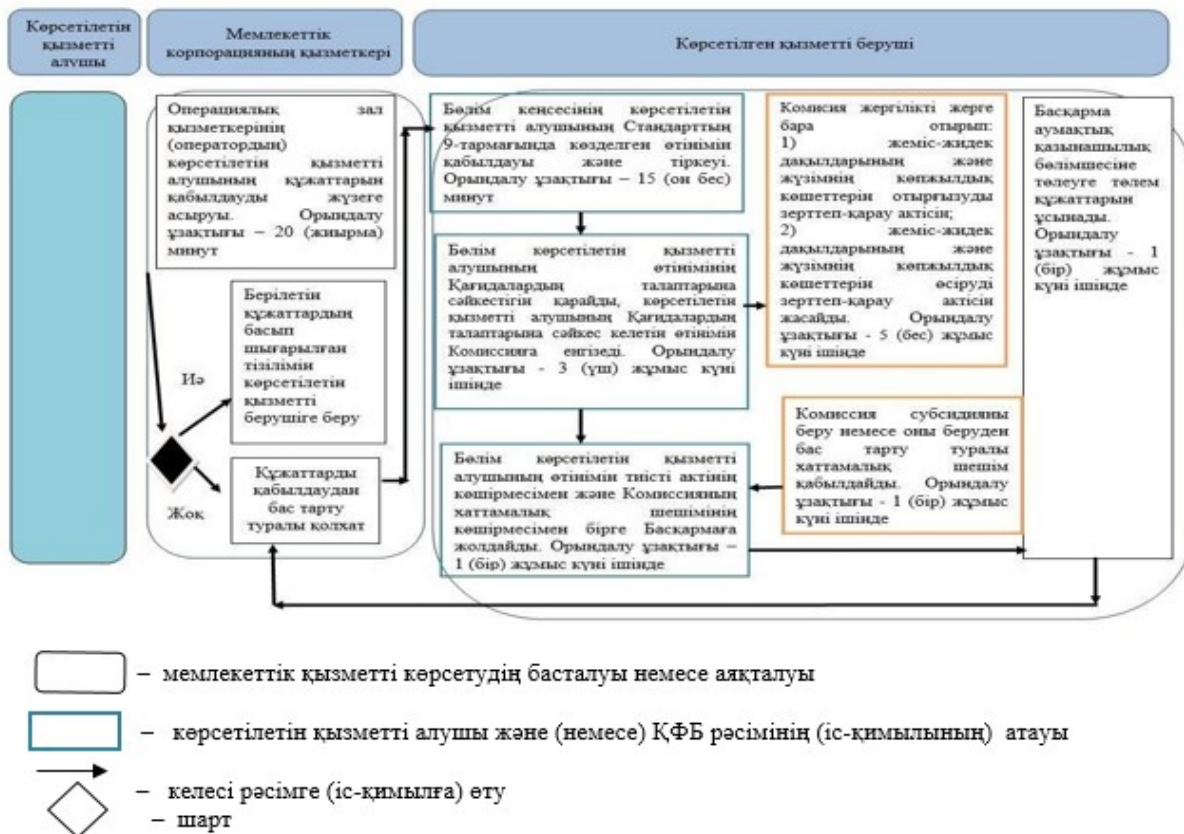 Көрсетілетін
қызметті
алушы
Мемлекеттік
корпорацияның қызметкері
Көрсетілген қызметті беруші
Операциялық зал
қызметкерінің
(оператордың)
көрсетілетін қызметті
алушының құжаттарын
қабылдауды жүзеге
асыруы. Орындалу
ұзақтығы – 20 (жиырма)
минут
Берілетін
құжаттардың
басып
шығарылған
тізілімін
көрсетілетін
қызметті
берушіге беру
Иә
Жоқ
Құжаттарды
қабылдаудан
бас тарту
туралы қолхат
Бөлім кеңсесінің көрсетілетін
қызметті алушының Стандарттың
9-тармағында көзделген өтінімін
қабылдауы және тіркеуі.
Орындалу ұзақтығы – 15 (он бес)
минут
Бөлім көрсетілетін қызметті
алушының өтінімінің
Қағидалардың талаптарына
сәйкестігін қарайды, көрсетілетін
қызметті алушының Қағидалардың
талаптарына сәйкес келетін өтінімін
Комиссияға енгізеді. Орындалу
ұзақтығы - 3 (үш) жұмыс күні
ішінде
Бөлім көрсетілетін қызметті
алушының өтінімін тиісті актінің
көшірмесімен және Комиссияның
хаттамалық шешімінің
көшірмесімен бірге Басқармаға
жолдайды. Орындалу ұзақтығы –
1 (бір) жұмыс күні ішінде
Комисия жергілікті жерге
бара отырып:
1) жеміс-жидек
дақылдарының және
жүзімнің көпжылдық
көшеттерін отырғызуды
зерттеп-қарау актісін;
2) жеміс-жидек
дақылдарының және
жүзімнің көпжылдық
көшеттерін өсіруді
зерттеп-қарау актісін
жасайды. Орындалу
ұзақтығы - 5 (бес) жұмыс
күні ішінде
Комиссия субсидияны
беру немесе оны беруден
бас тарту туралы
хаттамалық шешім
қабылдайды. Орындалу
ұзақтығы - 1 (бір) жұмыс
күні ішінде
Басқарма
аумақтық
қазынашылық
бөлімшесіне
төлеуге төлем
құжаттарын
ұсынады.
Орындалу
ұзақтығы - 1
(бір) жұмыс
күні ішінде
– мемлекеттік қызметті көрсетудің басталуы немесе аяқталуы
– көрсетілетін қызметті алушы және (немесе) ҚФБ рәсімінің (іс-қимылының) атауы
– келесі рәсімге (іс-қимылға) өту
– шарт